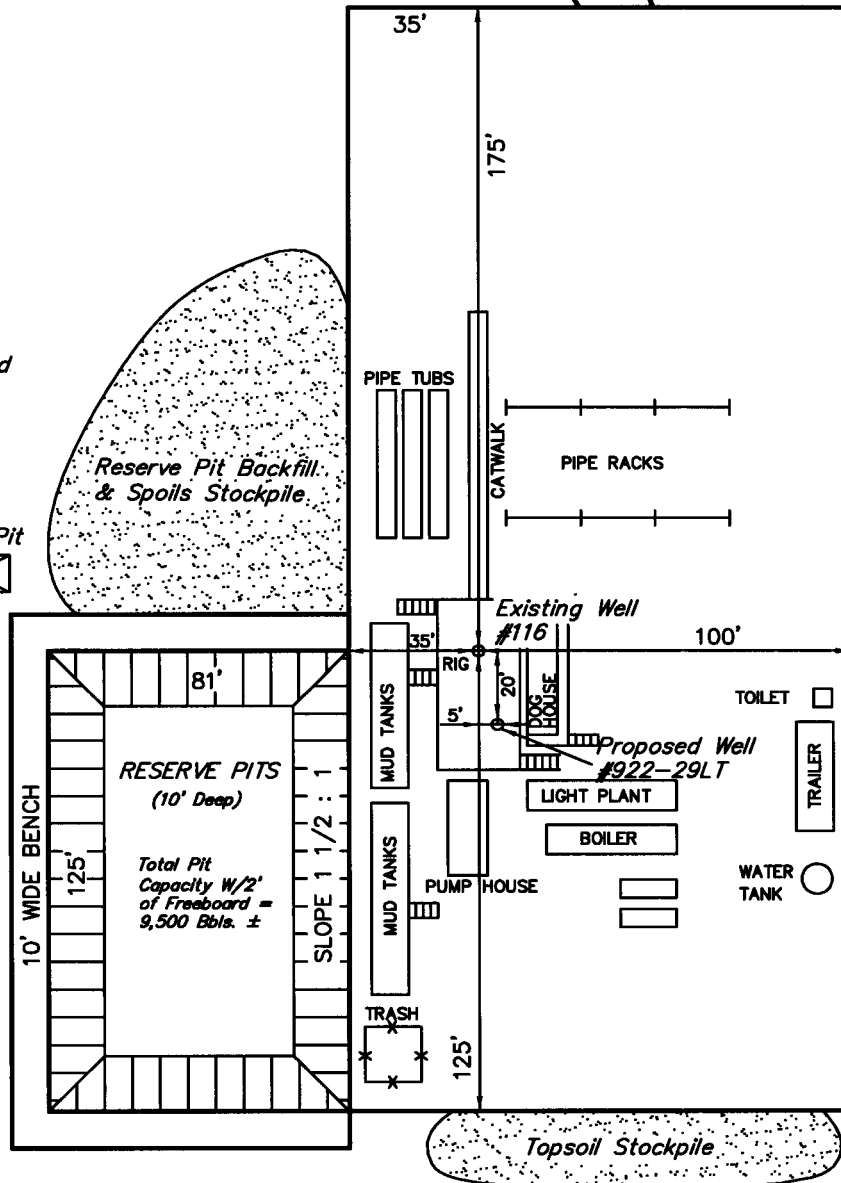 35'
175'
d
PIPE TUBS
CATWALK
PIPE RACKS
Reserve Pit Backfill
& Spoils Stockpile
Pit
Existing Well
#116
35'
RIG
100'
81'
20'
5'
DOG
HOUSE
TOILET
MUD TANKS
Proposed Well
#922-29LT
TRAILER
RESERVE PITS
(10' Deep)
LIGHT PLANT
BOILER
10' WIDE BENCH
125'
SLOPE 1 1/2 : 1
Total Pit
Capacity W/2'
of Freeboard =
9,500 Bbls. ±
MUD TANKS
PUMP HOUSE
WATER
TANK
TRASH
125'
Topsoil Stockpile